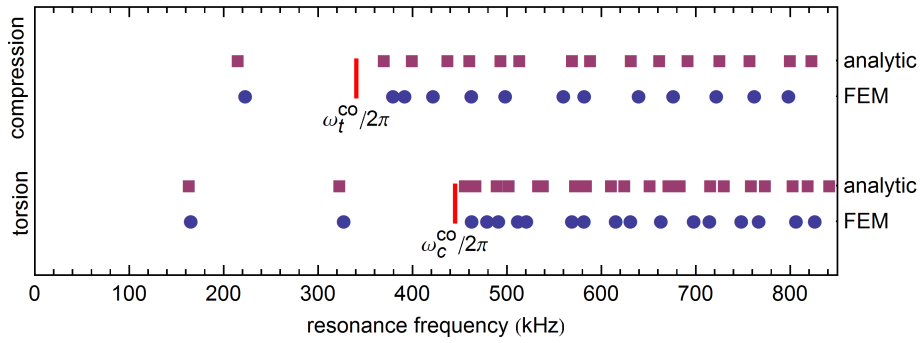 compression
analytic
FEM
ω_t^co/2π
torsion
analytic
FEM
ω_c^co/2π
0 100 200 300 400 500 600 700 800
resonance frequency (kHz)